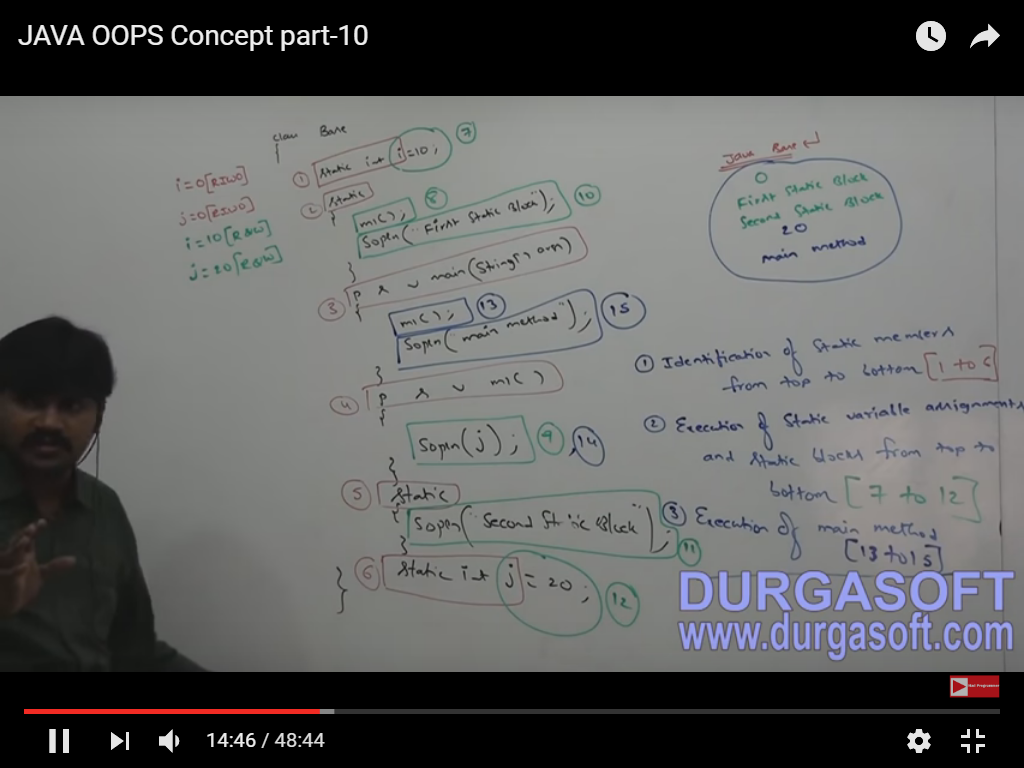 JAVA OOPS Concept part-10
class Base
{
① static int i=10; ⑦
② static
{
m1(); ⑧
Sopln("First Static Block"); ⑩
}
③ p s v main(String[] args)
{
m1(); ⑬
Sopln("main method"); ⑮
}
④ p s v m1()
{
Sopln(j); ⑨, ⑭
}
⑤ static
{
Sopln("Second Static Block"); ⑪
}
⑥ static int j = 20; ⑫
}
i=0[RIWO]
j=0[RIWO]
i=10[R&W]
j=20[R&W]
Java Base ↵
0
First Static Block
Second Static Block
20
main method
① Identification of static members
from top to bottom [1 to 6]
② Execution of static variable assignments
and static blocks from top to
bottom [7 to 12]
③ Execution of main method
[13 to 15]
DURGASOFT
www.durgasoft.com
14:46 / 48:44